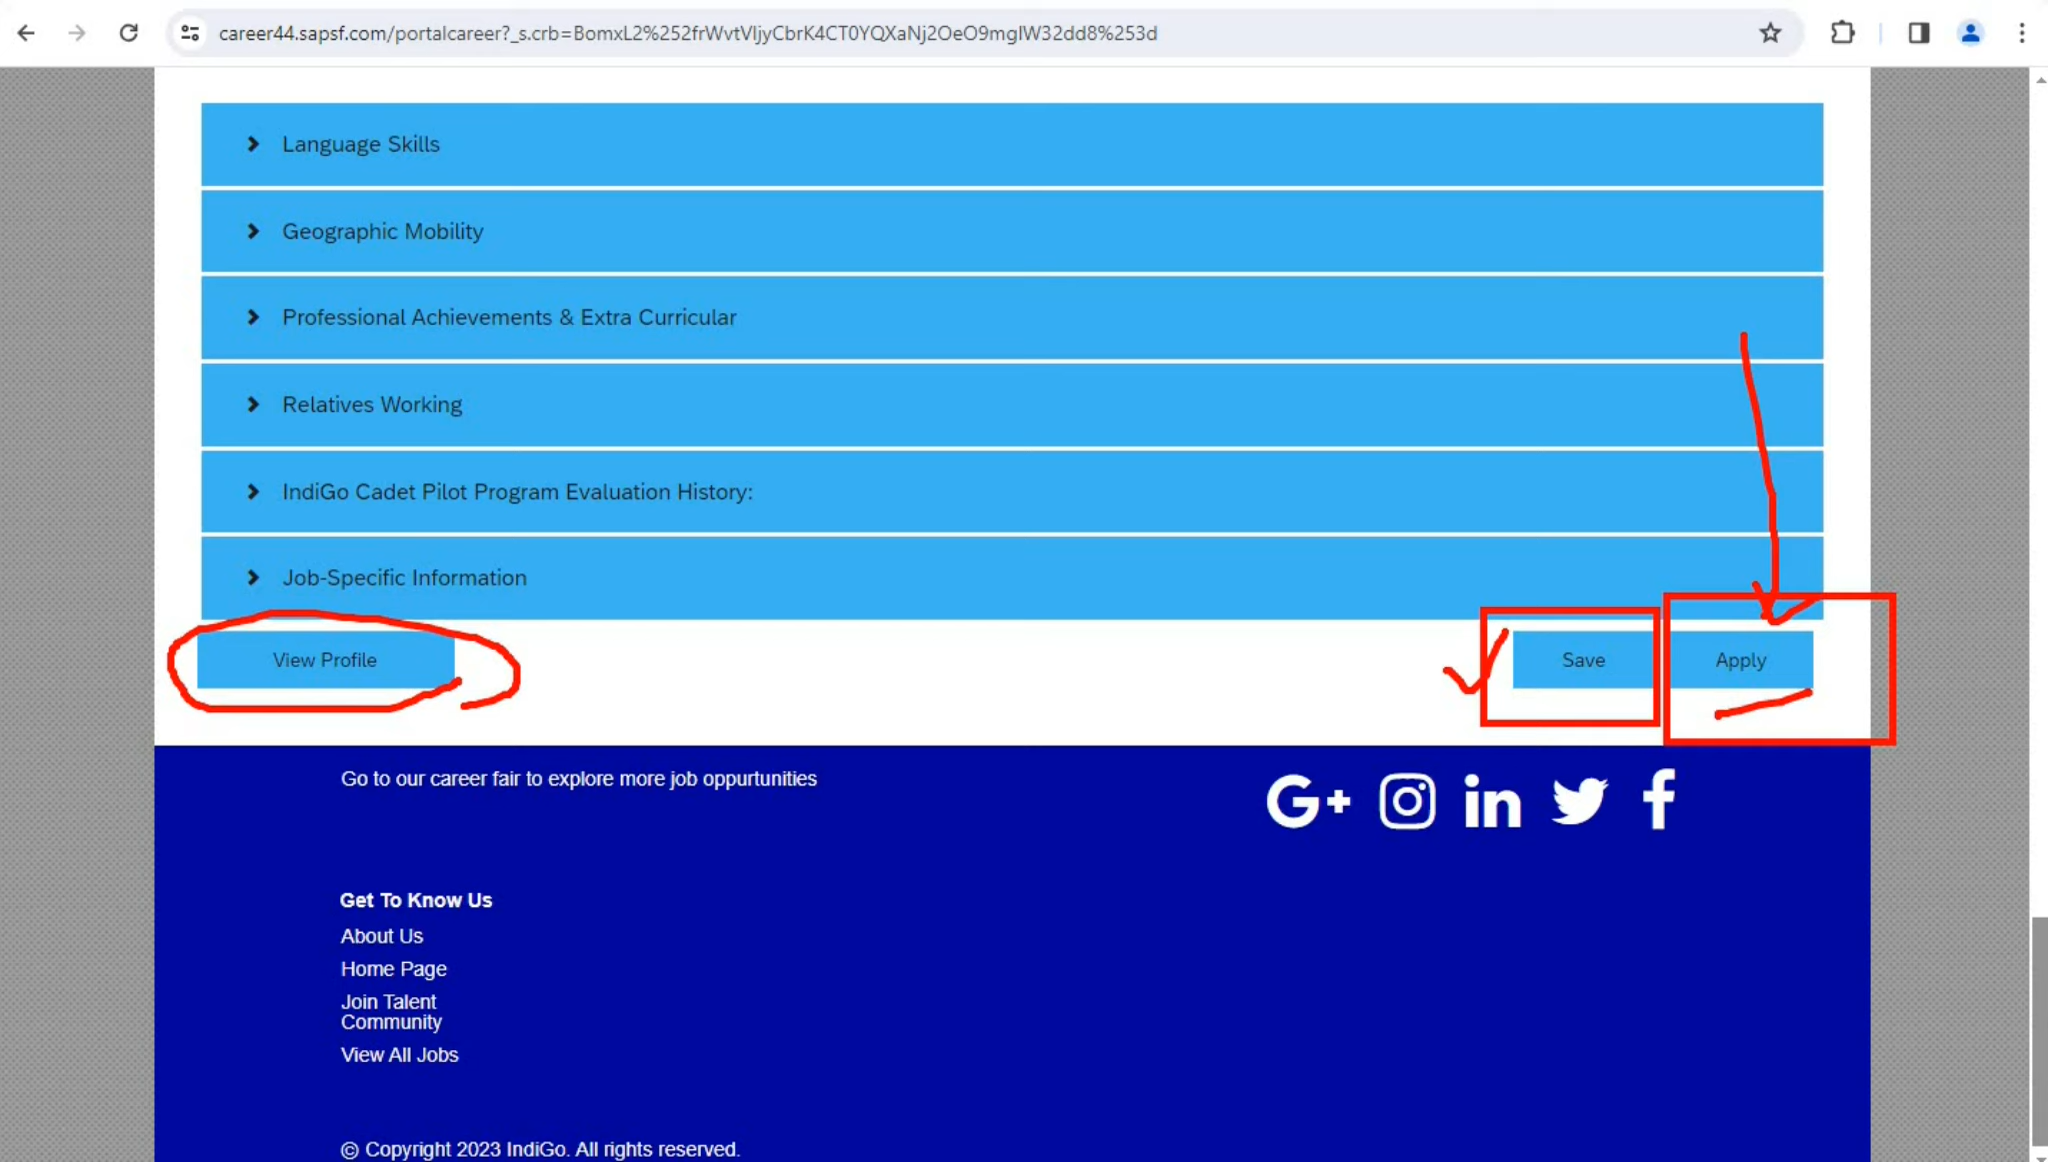 career44.sapsf.com/portalcareer?_s.crb=BomxL2%252frWvtVIjyCbrK4CT0YQXaNj2OeO9mgIW32dd8%253d
Language Skills
Geographic Mobility
Professional Achievements & Extra Curricular
Relatives Working
IndiGo Cadet Pilot Program Evaluation History:
Job-Specific Information
View Profile
Save
Apply
Go to our career fair to explore more job oppurtunities
G+
in
Get To Know Us
About Us
Home Page
Join Talent
Community
View All Jobs
© Copyright 2023 IndiGo. All rights reserved.